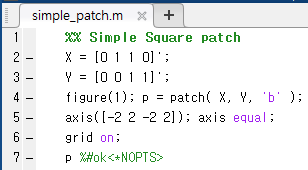 simple_patch.m × +
1 %% Simple Square patch
2 - X = [0 1 1 0]';
3 - Y = [0 0 1 1]';
4 - figure(1); p = patch( X, Y, 'b' );
5 - axis([-2 2 -2 2]); axis equal;
6 - grid on;
7 - p %#ok<*NOPTS>